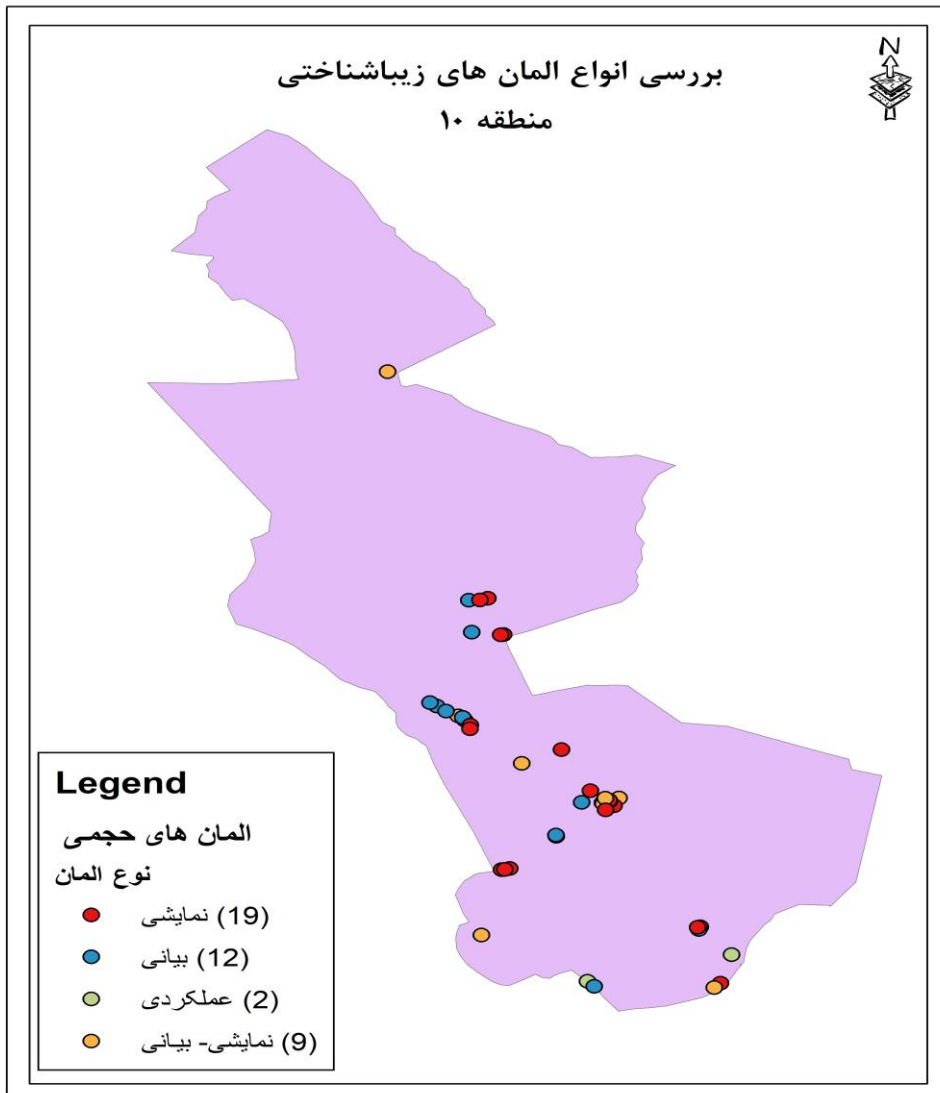 بررسی انواع المان های زیباشناختی
منطقه ۱۰
N
Legend
المان های حجمی
نوع المان
نمایشی (19)
بیانی (12)
عملکردی (2)
نمایشی- بیانی (9)